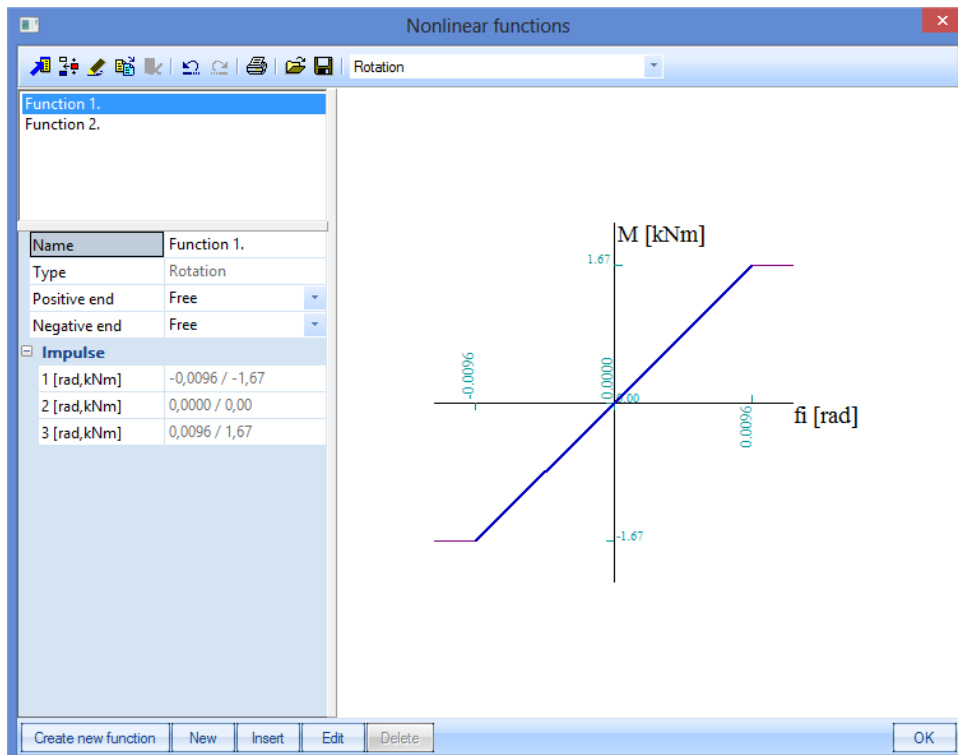 Nonlinear functions
Rotation
Function 1.
Function 2.
Name Function 1.
Type Rotation
Positive end Free
Negative end Free
Impulse
1 [rad,kNm] -0,0096 / -1,67
2 [rad,kNm] 0,0000 / 0,00
3 [rad,kNm] 0,0096 / 1,67
M [kNm]
1.67
-0.0096
0.0000
0.00
0.0096
fi [rad]
-1.67
Create new function New Insert Edit Delete OK